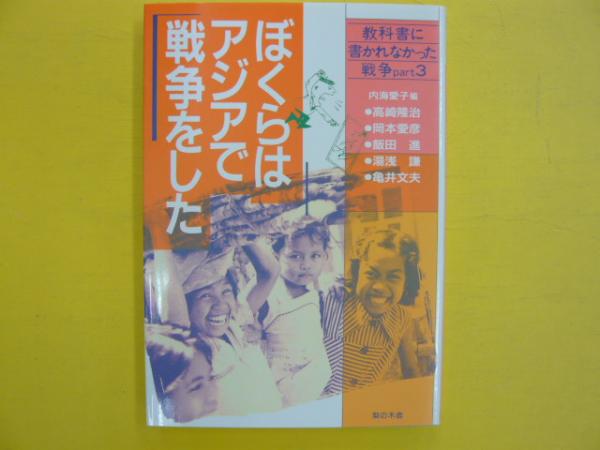 ぼくらは
アジアで
戦争をした
教科書に
書かれなかった
戦争part3
内海愛子編
●高崎隆治
●岡本愛彦
●飯田 進
●湯浅 謙
●亀井文夫
梨の木舎